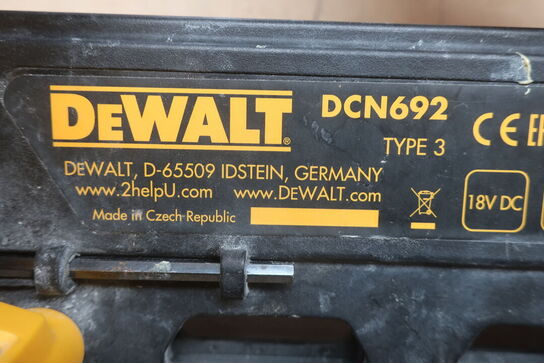 DEWALT®
DCN692
TYPE 3
DEWALT, D-65509 IDSTEIN, GERMANY
www.2helpU.com www.DEWALT.com
Made in Czech Republic
18V DC
CE